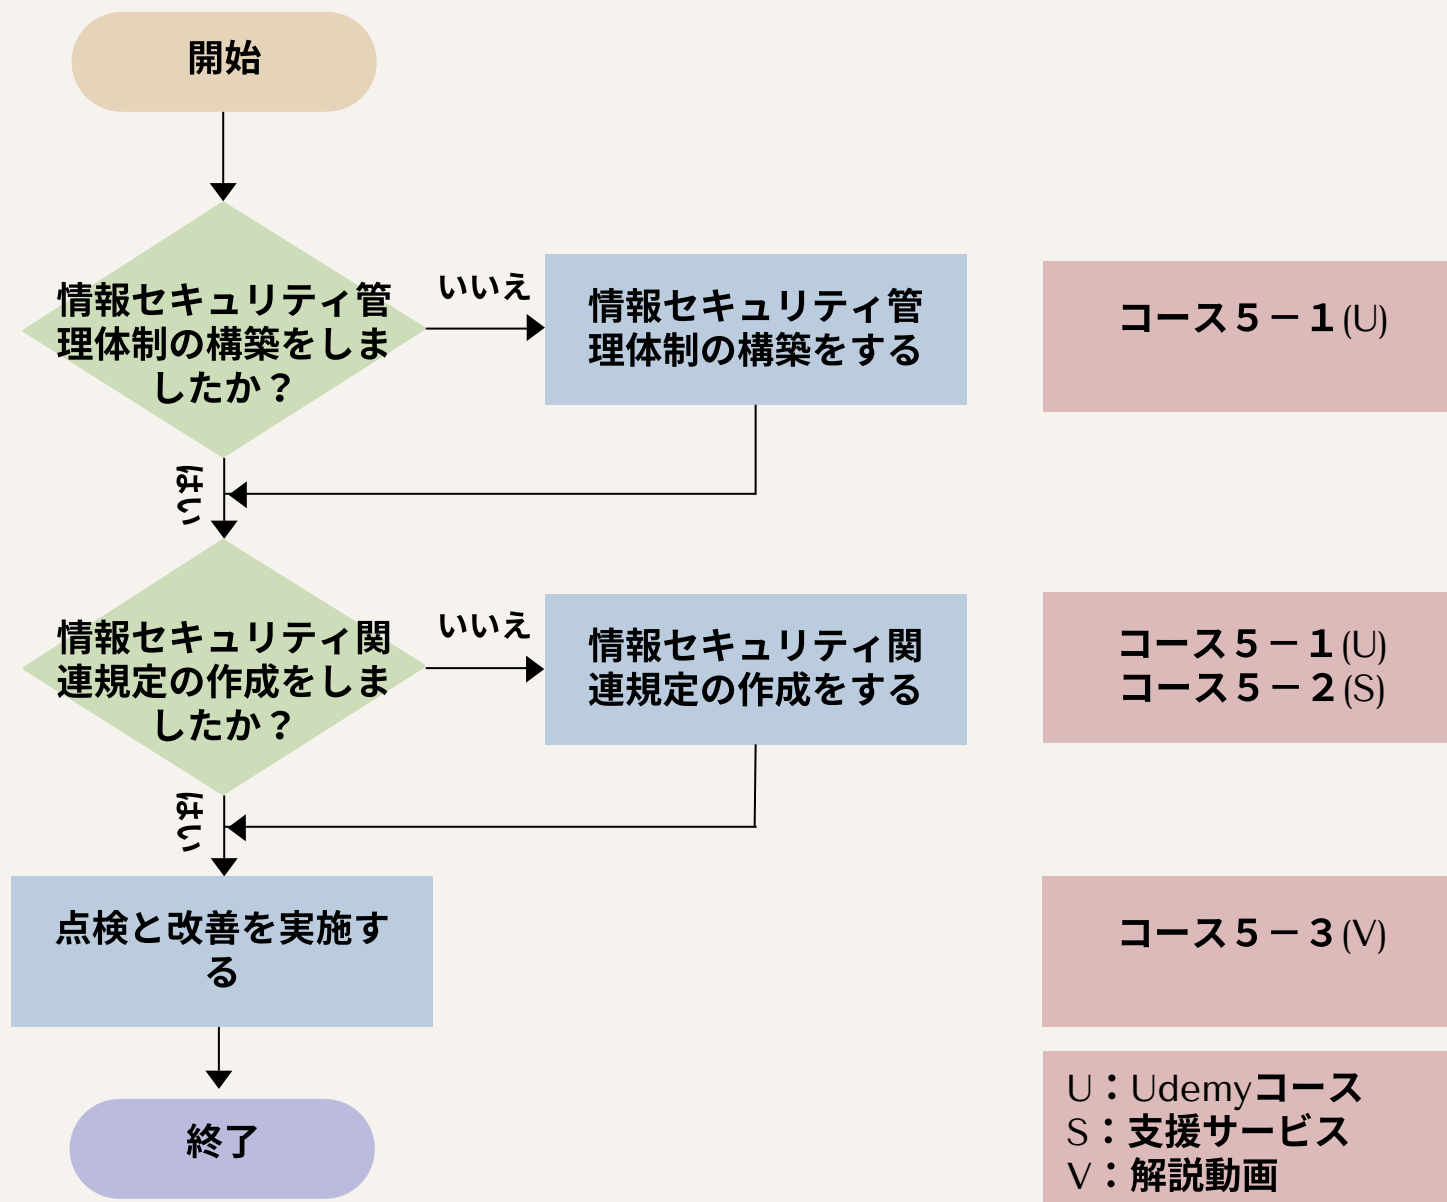 開始
情報セキュリティ管
理体制の構築をしま
したか？
いいえ
情報セキュリティ管
理体制の構築をする
コース５－１(U)
はい
情報セキュリティ関
連規定の作成をしま
したか？
いいえ
情報セキュリティ関
連規定の作成をする
コース５－１(U)
コース５－２(S)
はい
点検と改善を実施す
る
コース５－３(V)
終了
U：Udemyコース
S：支援サービス
V：解説動画